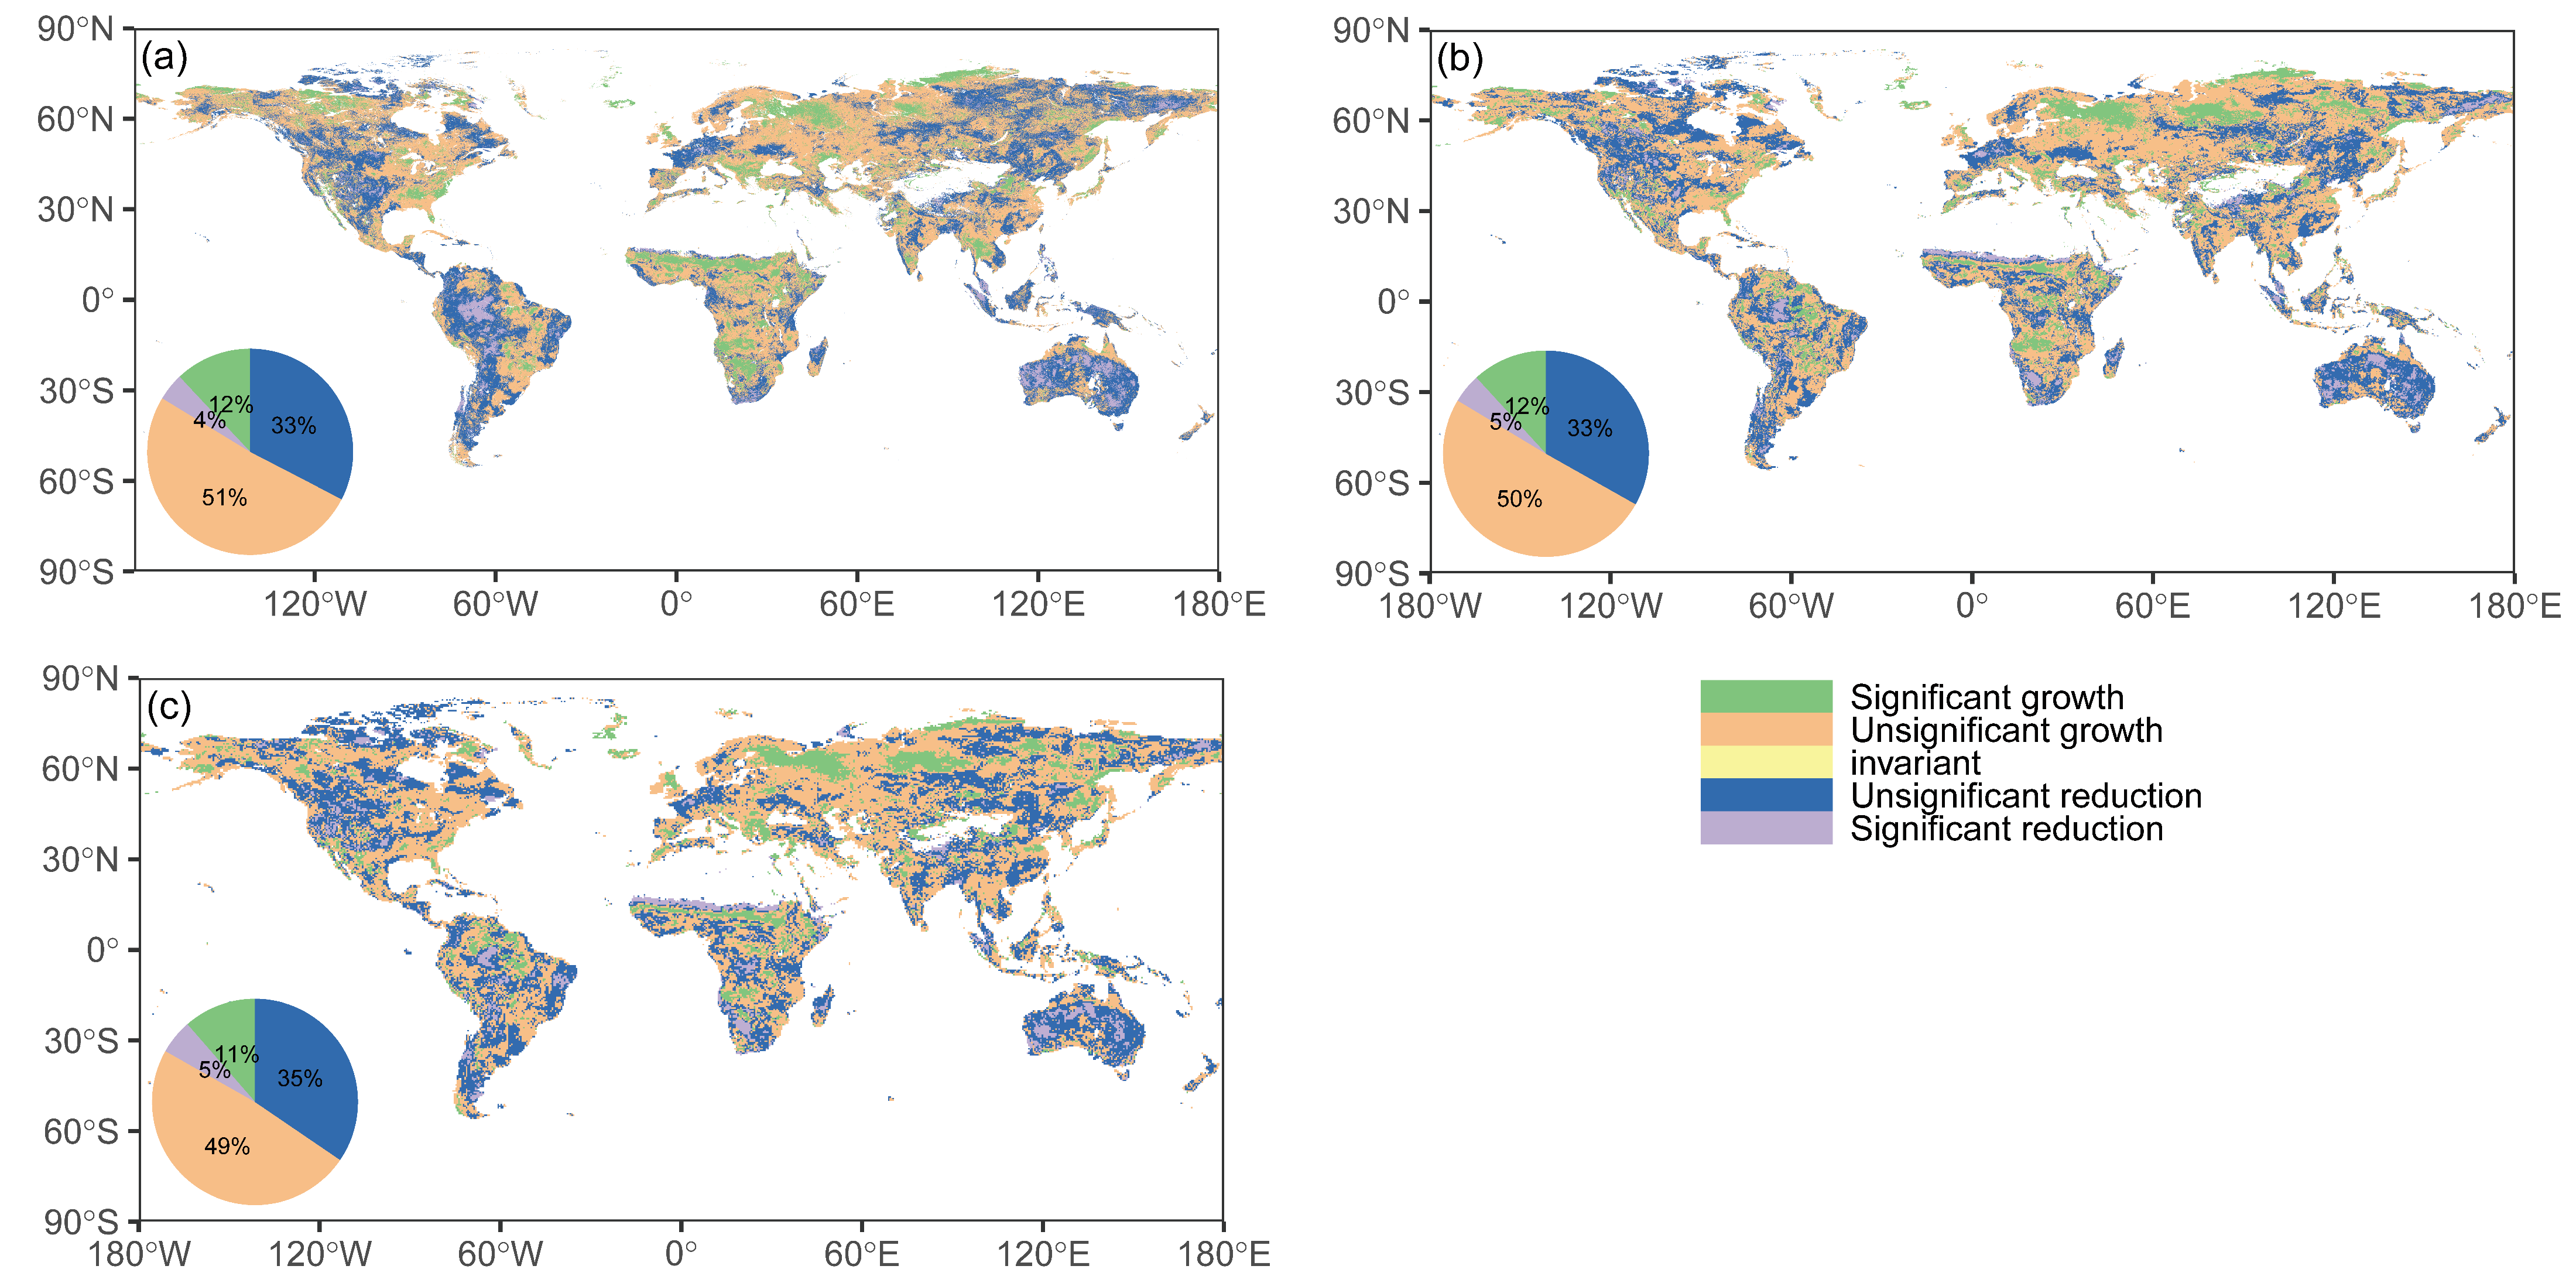 90°N
(a)
60°N
30°N
0°
30°S
60°S
90°S
12%
4%
33%
51%
120°W 60°W 0° 60°E 120°E 180°E
90°N
(b)
60°N
30°N
0°
30°S
60°S
90°S
12%
5%
33%
50%
180°W 120°W 60°W 0° 60°E 120°E 180°E
90°N
(c)
60°N
30°N
0°
30°S
60°S
90°S
11%
5%
35%
49%
180°W 120°W 60°W 0° 60°E 120°E 180°E
Significant growth
Unsignificant growth
invariant
Unsignificant reduction
Significant reduction